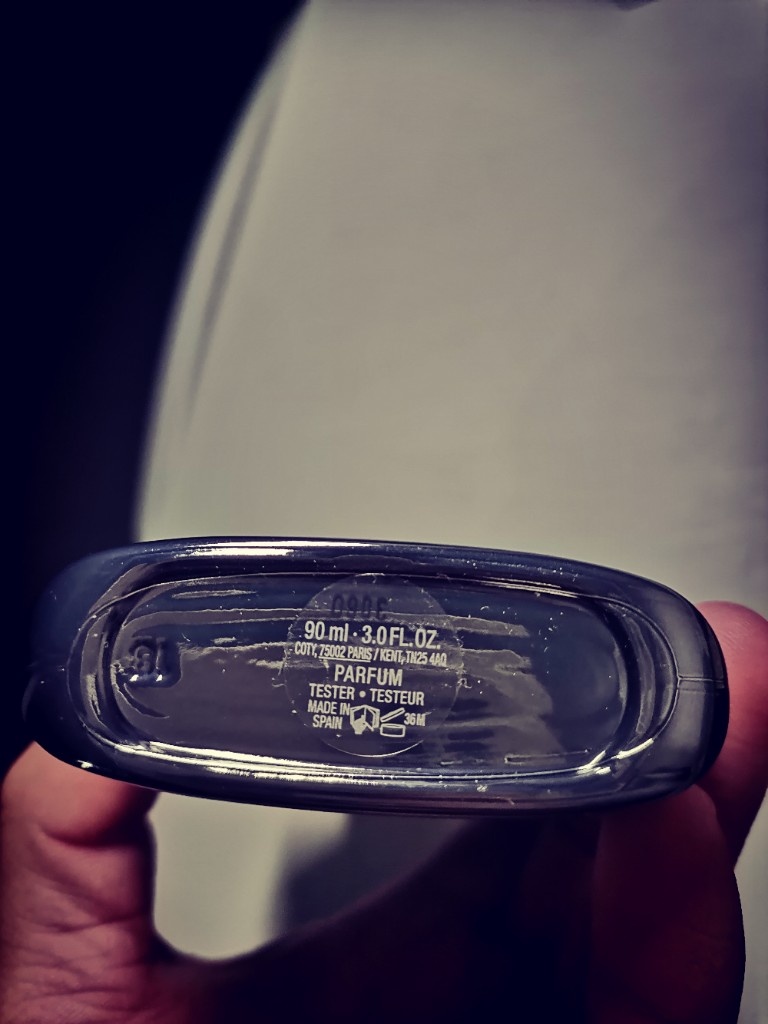 3060
90 ml · 3.0 FL. OZ.
COTY, 75002 PARIS / KENT, TN25 4AQ
PARFUM
TESTER • TESTEUR
MADE IN
SPAIN
36M